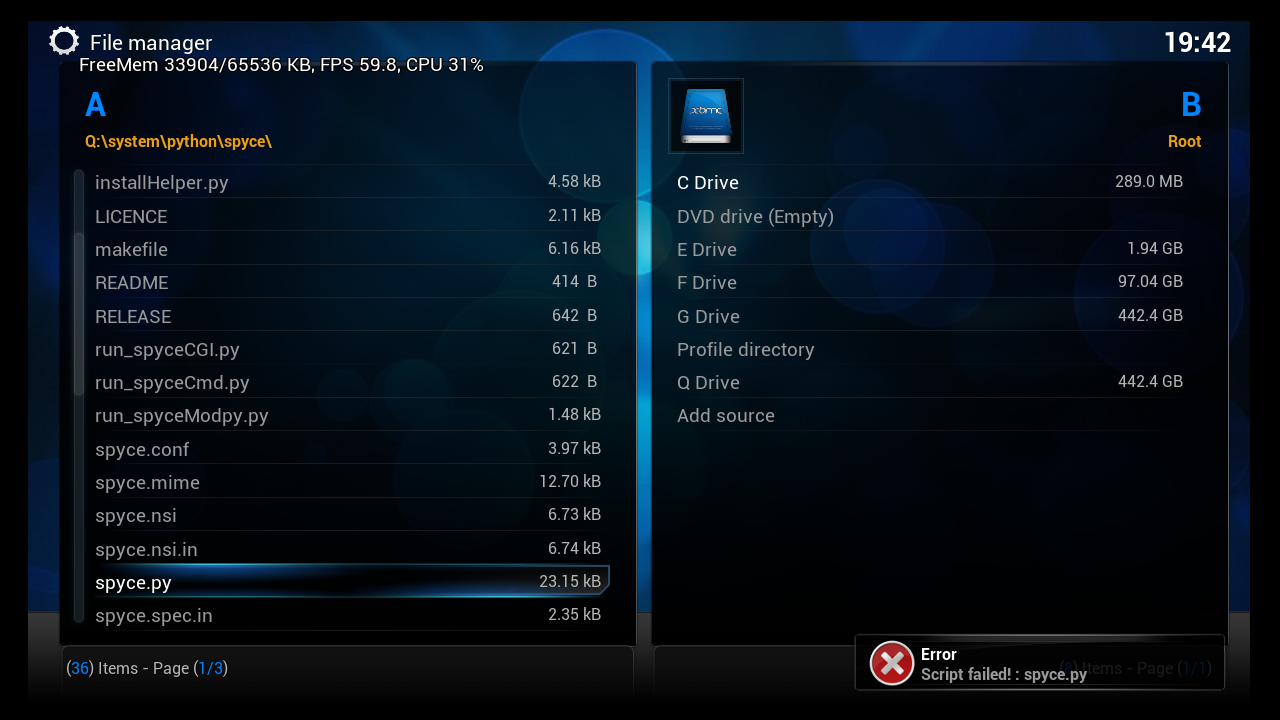 File manager
19:42
FreeMem 33904/65536 KB, FPS 59.8, CPU 31%
A
Q:\system\python\spyce\
installHelper.py 4.58 kB
LICENCE 2.11 kB
makefile 6.16 kB
README 414 B
RELEASE 642 B
run_spyceCGI.py 621 B
run_spyceCmd.py 622 B
run_spyceModpy.py 1.48 kB
spyce.conf 3.97 kB
spyce.mime 12.70 kB
spyce.nsi 6.73 kB
spyce.nsi.in 6.74 kB
spyce.py 23.15 kB
spyce.spec.in 2.35 kB
(36) Items - Page (1/3)
xbmc
B
Root
C Drive 289.0 MB
DVD drive (Empty)
E Drive 1.94 GB
F Drive 97.04 GB
G Drive 442.4 GB
Profile directory
Q Drive 442.4 GB
Add source
(8) Items - Page (1/1)
Error
Script failed! : spyce.py